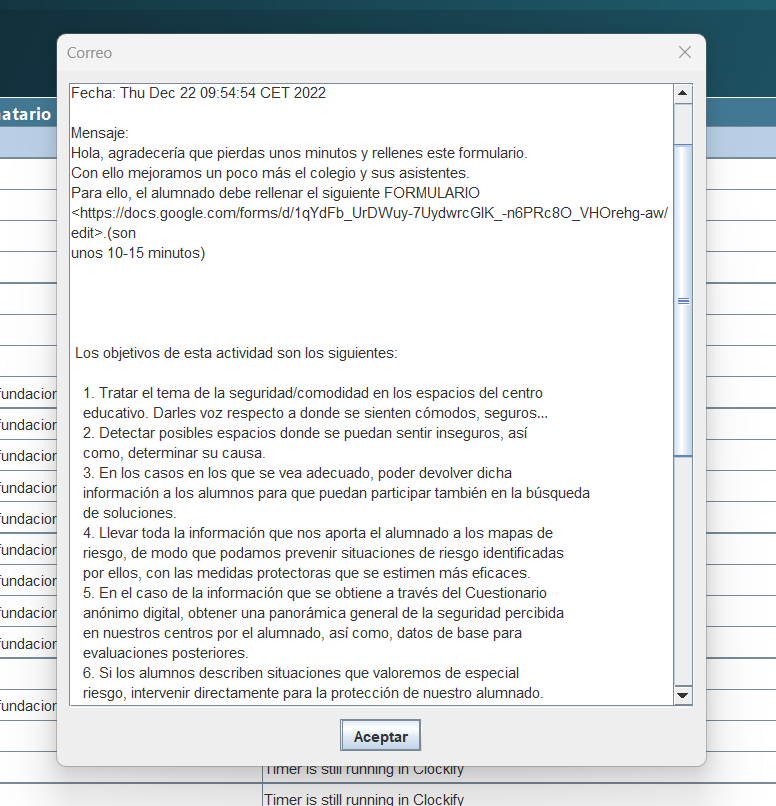 Correo
Fecha: Thu Dec 22 09:54:54 CET 2022
Mensaje:
Hola, agradecería que pierdas unos minutos y rellenes este formulario.
Con ello mejoramos un poco más el colegio y sus asistentes.
Para ello, el alumnado debe rellenar el siguiente FORMULARIO
<https://docs.google.com/forms/d/1qYdFb_UrDWuy-7UydwrcGlK_-n6PRc8O_VHOrehg-aw/
edit>.(son
unos 10-15 minutos)
Los objetivos de esta actividad son los siguientes:
1. Tratar el tema de la seguridad/comodidad en los espacios del centro
educativo. Darles voz respecto a donde se sienten cómodos, seguros...
2. Detectar posibles espacios donde se puedan sentir inseguros, así
como, determinar su causa.
3. En los casos en los que se vea adecuado, poder devolver dicha
información a los alumnos para que puedan participar también en la búsqueda
de soluciones.
4. Llevar toda la información que nos aporta el alumnado a los mapas de
riesgo, de modo que podamos prevenir situaciones de riesgo identificadas
por ellos, con las medidas protectoras que se estimen más eficaces.
5. En el caso de la información que se obtiene a través del Cuestionario
anónimo digital, obtener una panorámica general de la seguridad percibida
en nuestros centros por el alumnado, así como, datos de base para
evaluaciones posteriores.
6. Si los alumnos describen situaciones que valoremos de especial
riesgo, intervenir directamente para la protección de nuestro alumnado.
Aceptar
atario
fundacion
fundacion
fundacion
fundacion
fundacion
fundacion
fundacion
fundacion
fundacion
fundacion
Timer is still running in Clockify
Timer is still running in Clockify